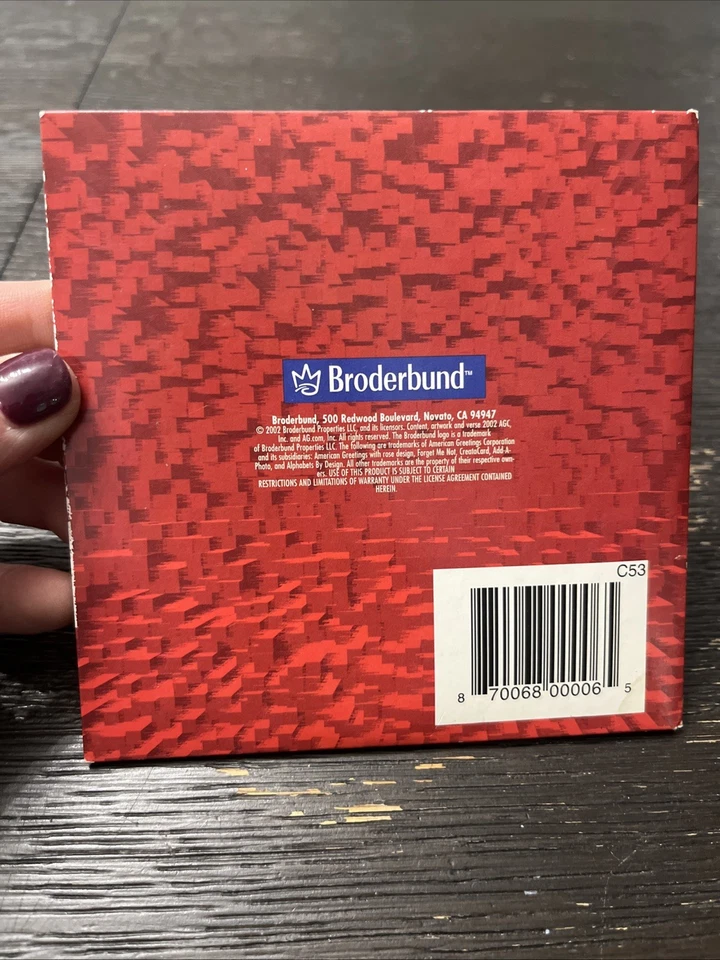 Broderbund™
Broderbund, 500 Redwood Boulevard, Novato, CA 94947
© 2002 Broderbund Properties LLC, and its licensors. Content, artwork and verse 2002 AGC,
Inc. and AG.com, Inc. All rights reserved. The Broderbund logo is a trademark
of Broderbund Properties LLC. The following are trademarks of American Greetings Corporation
and its subsidiaries: American Greetings with rose design, Forget Me Not, CreataCard, Add-A-
Photo, and Alphabets By Design. All other trademarks are the property of their respective own-
ers. USE OF THIS PRODUCT IS SUBJECT TO CERTAIN
RESTRICTIONS AND LIMITATIONS OF WARRANTY UNDER THE LICENSE AGREEMENT CONTAINED
HEREIN.
C53
8 70068 00006 5